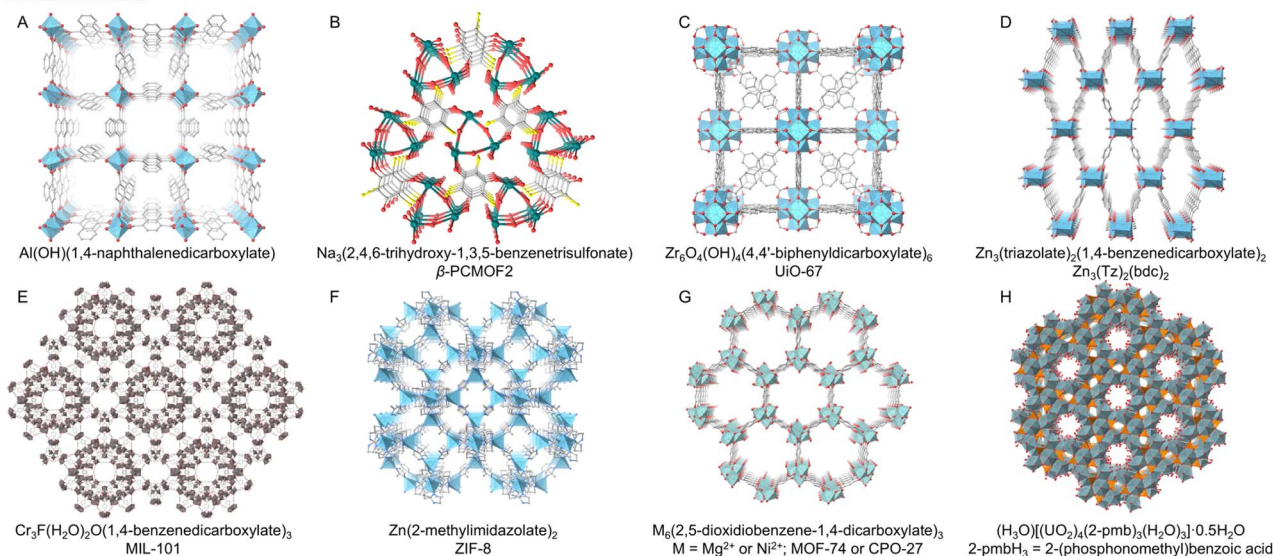 A
Al(OH)(1,4-naphthalenedicarboxylate)
B
Na₃(2,4,6-trihydroxy-1,3,5-benzenetrisulfonate)
β-PCMOF2
C
Zr₆O₄(OH)₄(4,4'-biphenyldicarboxylate)₆
UiO-67
D
Zn₃(triazolate)₂(1,4-benzenedicarboxylate)₂
Zn₃(Tz)₂(bdc)₂
E
Cr₃F(H₂O)₂O(1,4-benzenedicarboxylate)₃
MIL-101
F
Zn(2-methylimidazolate)₂
ZIF-8
G
M₆(2,5-dioxidiobenzene-1,4-dicarboxylate)₃
M = Mg²⁺ or Ni²⁺; MOF-74 or CPO-27
H
(H₃O)[(UO₂)₄(2-pmb)₃(H₂O)₃]·0.5H₂O
2-pmbH₃ = 2-(phosphonomethyl)benzoic acid